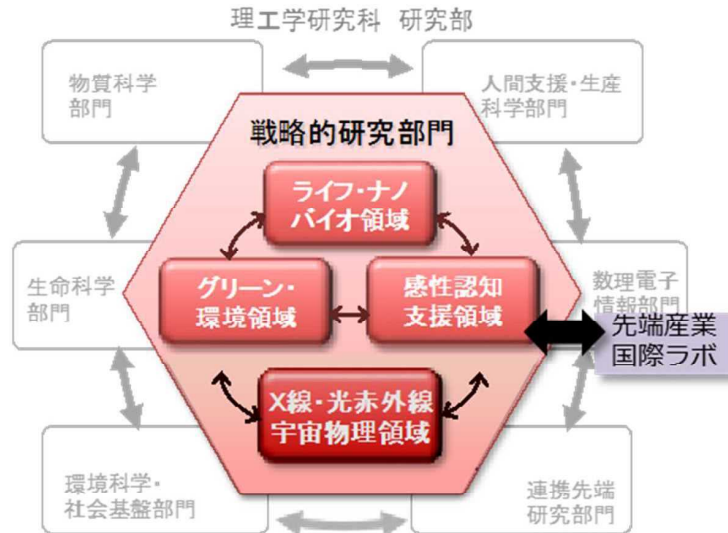 理工学研究科 研究部
物質科学
部門
人間支援・生産
科学部門
戦略的研究部門
ライフ・ナノ
バイオ領域
生命科学
部門
グリーン・
環境領域
感性認知
支援領域
数理電子
情報部門
先端産業
国際ラボ
X線・光赤外線
宇宙物理領域
環境科学・
社会基盤部門
連携先端
研究部門